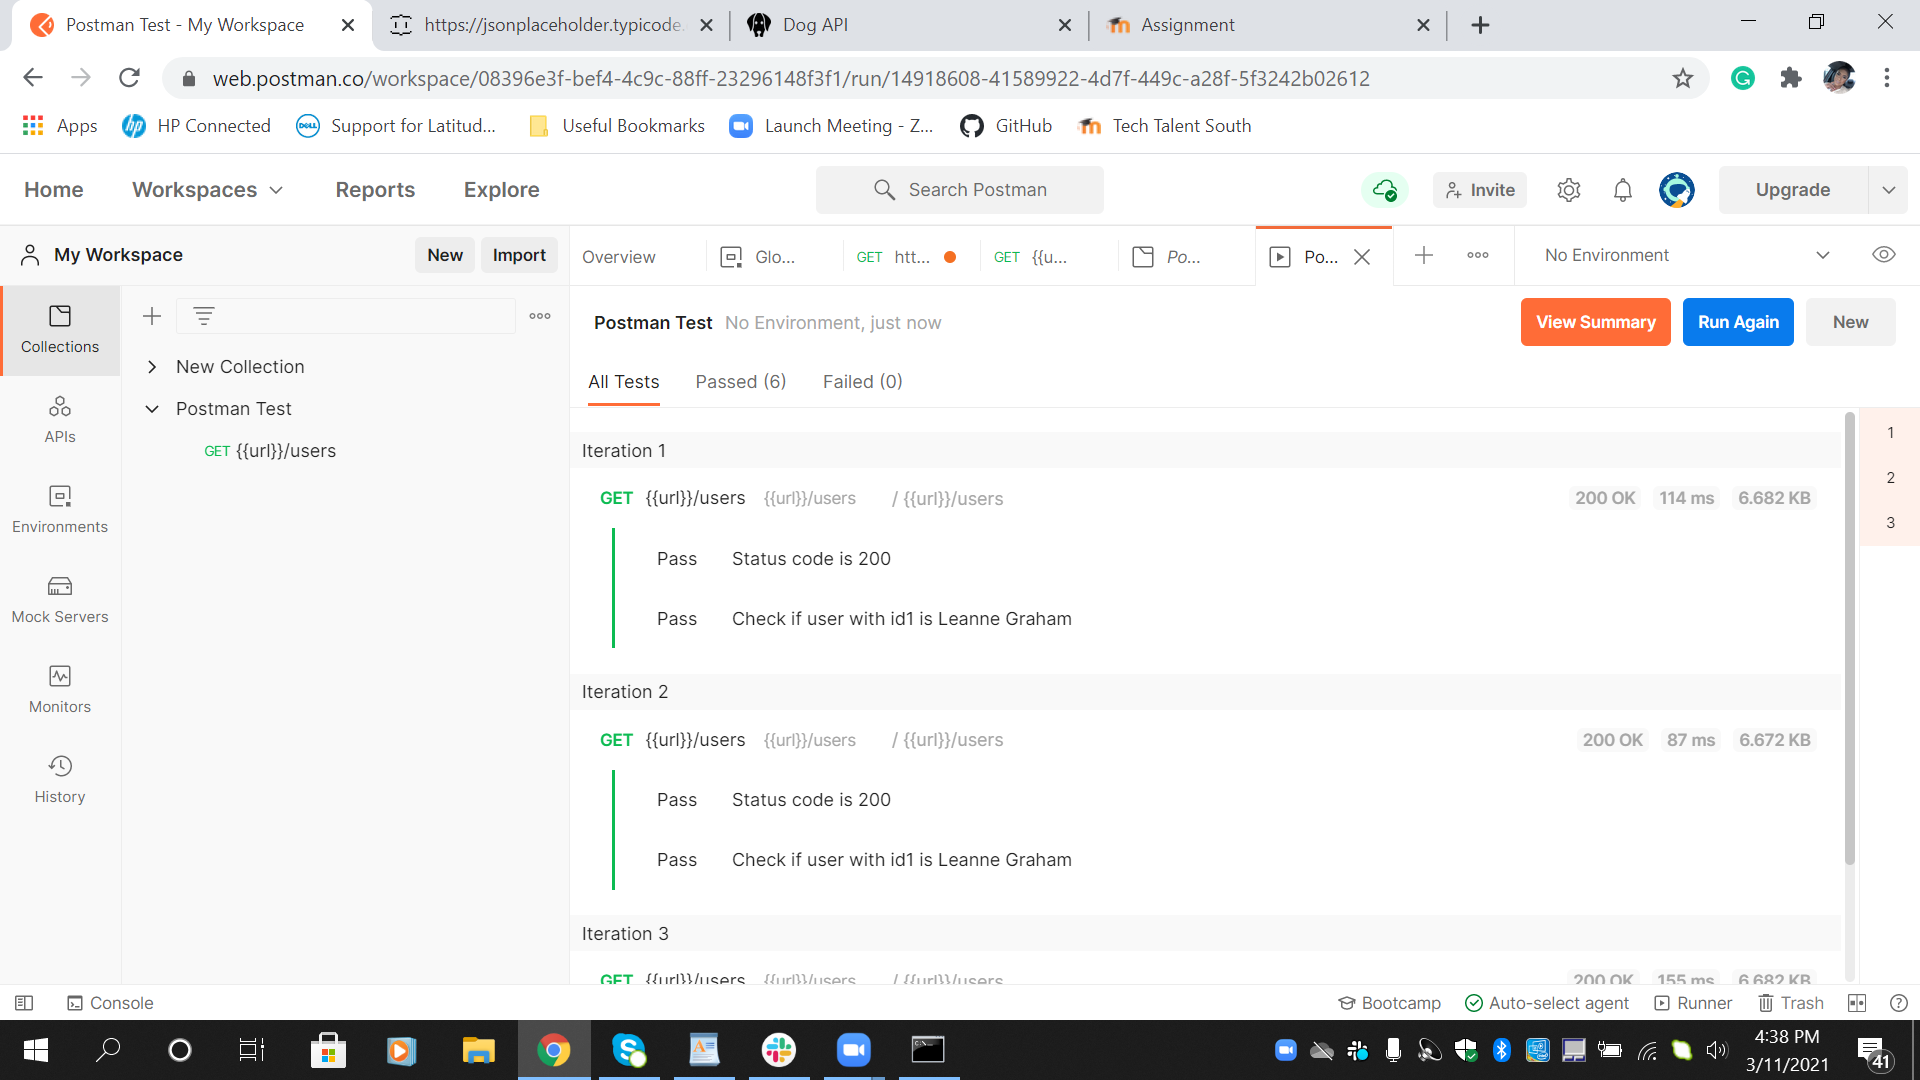 Postman Test - My Workspace
https://jsonplaceholder.typicode.
Dog API
Assignment
web.postman.co/workspace/08396e3f-bef4-4c9c-88ff-23296148f3f1/run/14918608-41589922-4d7f-449c-a28f-5f3242b02612
Apps
HP Connected
Support for Latitud...
Useful Bookmarks
Launch Meeting - Z...
GitHub
Tech Talent South
Home
Workspaces
Reports
Explore
Search Postman
Invite
Upgrade
My Workspace
New
Import
Overview
Glo...
GET htt...
GET {{u...
Po...
Po...
No Environment
Collections
APIs
Environments
Mock Servers
Monitors
History
New Collection
Postman Test
GET {{url}}/users
Postman Test No Environment, just now
View Summary
Run Again
New
All Tests
Passed (6)
Failed (0)
Iteration 1
GET {{url}}/users {{url}}/users / {{url}}/users 200 OK 114 ms 6.682 KB
Pass Status code is 200
Pass Check if user with id1 is Leanne Graham
Iteration 2
GET {{url}}/users {{url}}/users / {{url}}/users 200 OK 87 ms 6.672 KB
Pass Status code is 200
Pass Check if user with id1 is Leanne Graham
Iteration 3
GET {{url}}/users {{url}}/users / {{url}}/users 200 OK 155 ms 6.682 KB
1
2
3
Console
Bootcamp
Auto-select agent
Runner
Trash
4:38 PM
3/11/2021
41